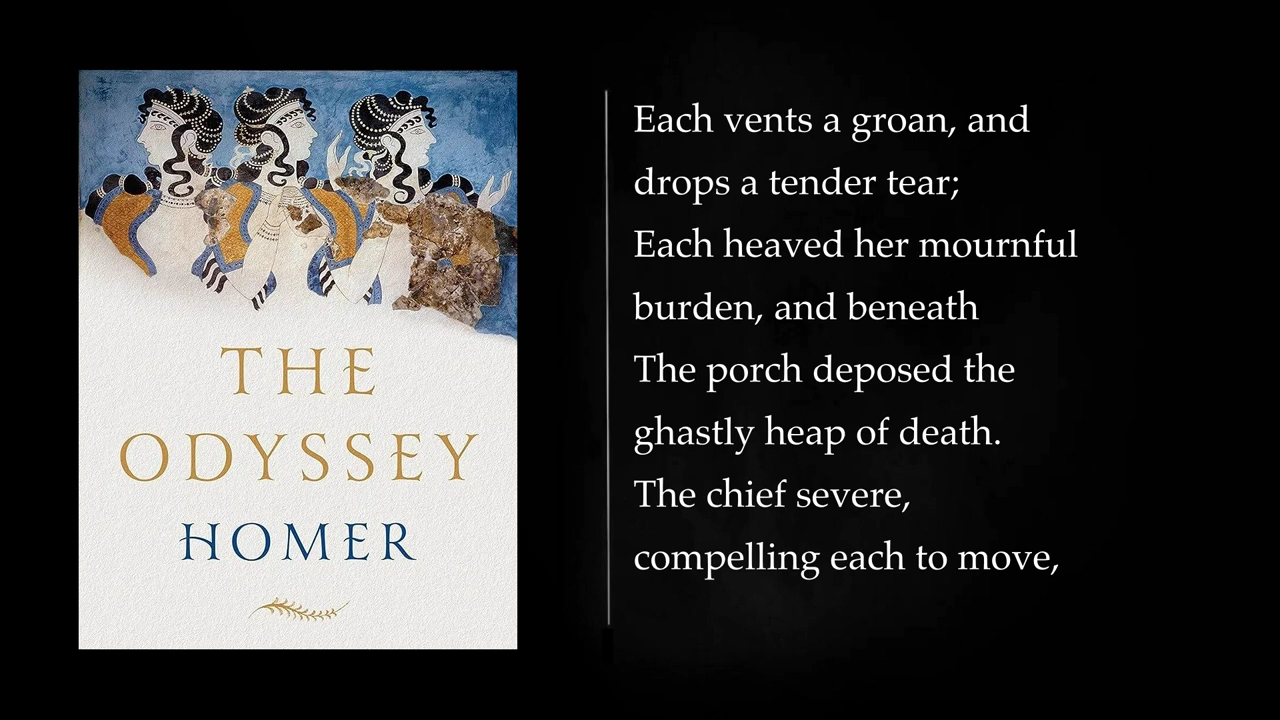 THE
ODYSSEY
HOMER
Each vents a groan, and
drops a tender tear;
Each heaved her mournful
burden, and beneath
The porch deposed the
ghastly heap of death.
The chief severe,
compelling each to move,